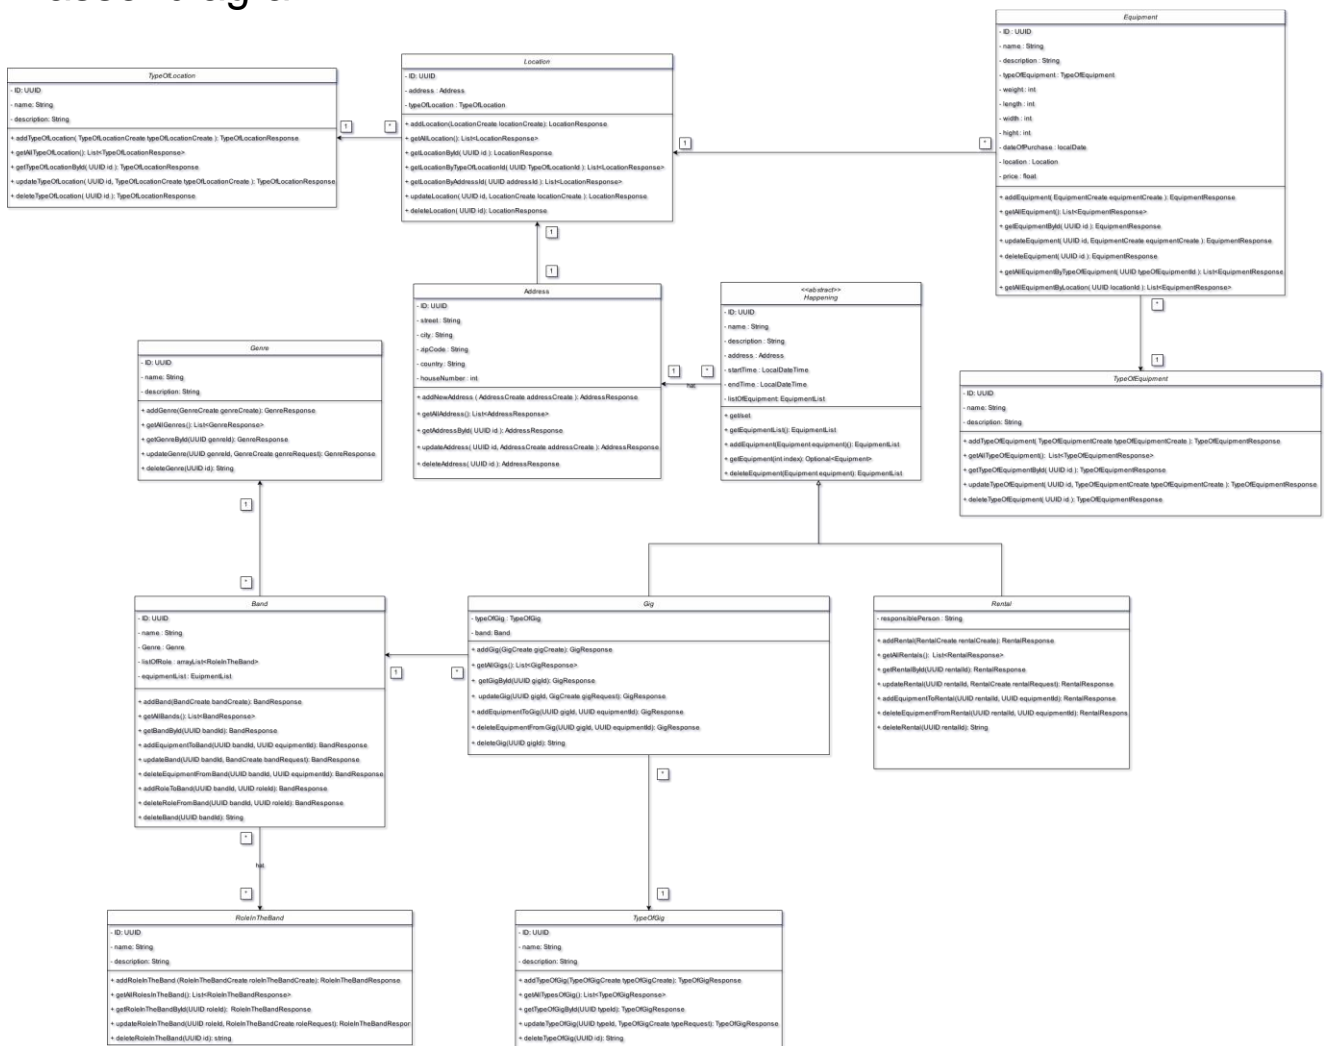 TypeOfLocation
- ID: UUID
- name: String
- description: String
+ addTypeOfLocation( TypeOfLocationCreate typeOfLocationCreate ): TypeOfLocationResponse
+ getAllTypeOfLocation(): List<TypeOfLocationResponse>
+ getTypeOfLocationById( UUID id ): TypeOfLocationResponse
+ updateTypeOfLocation( UUID id, TypeOfLocationCreate typeOfLocationCreate ): TypeOfLocationResponse
+ deleteTypeOfLocation( UUID id ): TypeOfLocationResponse
1
*
Location
- ID: UUID
- address : Address
- typeOfLocation : TypeOfLocation
+ addLocation(LocationCreate locationCreate): LocationResponse
+ getAllLocation(): List<LocationResponse>
+ getLocationById( UUID id ): LocationResponse
+ getLocationByTypeOfLocationId( UUID TypeOfLocationId ): List<LocationResponse>
+ getLocationByAddressId( UUID addressId ): List<LocationResponse>
+ updateLocation( UUID id, LocationCreate locationCreate ): LocationResponse
+ deleteLocation( UUID id): LocationResponse
1
*
Equipment
- ID : UUID
- name : String
- description : String
- typeOfEquipment : TypeOfEquipment
- weight : int
- length : int
- width : int
- hight : int
- dateOfPurchase : localDate
- location : Location
- price : float
+ addEquipment( EquipmentCreate equipmentCreate ): EquipmentResponse
+ getAllEquipment(): List<EquipmentResponse>
+ getEquipmentById( UUID id ): EquipmentResponse
+ updateEquipment( UUID id, EquipmentCreate equipmentCreate ): EquipmentResponse
+ deleteEquipment( UUID id ): EquipmentResponse
+ getAllEquipmentByTypeOfEquipment( UUID typeOfEquipmentId ): List<EquipmentResponse
+ getAllEquipmentByLocation( UUID locationId ): List<EquipmentResponse>
1
1
Address
- ID: UUID
- street: String
- city: String
- zipCode : String
- country: String
- houseNumber : int
+ addNewAddress ( AddressCreate addressCreate ): AddressResponse
+ getAllAddress(): List<AddressResponse>
+ getAddressById( UUID id ): AddressResponse
+ updateAddress( UUID id, AddressCreate addressCreate ): AddressResponse
+ deleteAddress( UUID id ): AddressResponse
1
*
hat
<<abstract>>
Happening
- ID: UUID
- name : String
- description: String
- address : Address
- startTime : LocalDateTime
- endTime : LocalDateTime
- listOfEquipment: EquipmentList
+ get/set
+ getEquipmentList(): EquipmentList
+ addEquipment(Equipment equipment)(): EquipmentList
+ getEquipment(int index): Optional<Equipment>
+ deleteEquipment(Equipment equipment): EquipmentList
*
1
TypeOfEquipment
- ID: UUID
- name: String
- description: String
+ addTypeOfEquipment( TypeOfEquipmentCreate typeOfEquipmentCreate ): TypeOfEquipmentResponse
+ getAllTypeOfEquipment(): List<TypeOfEquipmentResponse>
+ getTypeOfEquipmentById( UUID id ): TypeOfEquipmentResponse
+ updateTypeOfEquipment( UUID id, TypeOfEquipmentCreate typeOfEquipmentCreate ): TypeOfEquipmentResponse
+ deleteTypeOfEquipment( UUID id ): TypeOfEquipmentResponse
Genre
- ID: UUID
- name: String
- description: String
+ addGenre(GenreCreate genreCreate): GenreResponse
+ getAllGenres(): List<GenreResponse>
+ getGenreById(UUID genreId): GenreResponse
+ updateGenre(UUID genreId, GenreCreate genreRequest): GenreResponse
+ deleteGenre(UUID id): String
1
*
Band
- ID: UUID
- name : String
- Genre : Genre
- listOfRole : arrayList<RoleInTheBand>
- equipmentList : EuipmentList
+ addBand(BandCreate bandCreate): BandResponse
+ getAllBands(): List<BandResponse>
+ getBandById(UUID bandId): BandResponse
+ addEquipmentToBand(UUID bandId, UUID equipmentId): BandResponse
+ updateBand(UUID bandId, BandCreate bandRequest): BandResponse
+ deleteEquipmentFromBand(UUID bandId, UUID equipmentId): BandResponse
+ addRoleToBand(UUID bandId, UUID roleId): BandResponse
+ deleteRoleFromBand(UUID bandId, UUID roleId): BandResponse
+ deleteBand(UUID bandId): String
1
*
Gig
- typeOfGig : TypeOfGig
- band: Band
+ addGig(GigCreate gigCreate): GigResponse
+ getAllGigs(): List<GigResponse>
+ getGigById(UUID gigId): GigResponse
+ updateGig(UUID gigId, GigCreate gigRequest): GigResponse
+ addEquipmentToGig(UUID gigId, UUID equipmentId): GigResponse
+ deleteEquipmentFromGig(UUID gigId, UUID equipmentId): GigResponse
+ deleteGig(UUID gigId): String
Rental
- responsiblePerson : String
+ addRental(RentalCreate rentalCreate): RentalResponse
+ getAllRentals(): List<RentalResponse>
+ getRentalById(UUID rentalId): RentalResponse
+ updateRental(UUID rentalId, RentalCreate rentalRequest): RentalResponse
+ addEquipmentToRental(UUID rentalId, UUID equipmentId): RentalResponse
+ deleteEquipmentFromRental(UUID rentalId, UUID equipmentId): RentalRespons
+ deleteRental(UUID rentalId): String
*
hat
*
RoleInTheBand
- ID: UUID
- name: String
- description: String
+ addRoleInTheBand (RoleInTheBandCreate roleInTheBandCreate): RoleInTheBandResponse
+ getAllRolesInTheBand(): List<RoleInTheBandResponse>
+ getRoleInTheBandById(UUID roleId): RoleInTheBandResponse
+ updateRoleInTheBand(UUID roleId, RoleInTheBandCreate roleRequest): RoleInTheBandRespor
+ deleteRoleInTheBand(UUID id): string
*
1
TypeOfGig
- ID: UUID
- name: String
- description: String
+ addTypeOfGig(TypeOfGigCreate typeOfGigCreate): TypeOfGigResponse
+ getAllTypesOfGig(): List<TypeOfGigResponse>
+ getTypeOfGigById(UUID typeId): TypeOfGigResponse
+ updateTypeOfGig(UUID typeId, TypeOfGigCreate typeRequest): TypeOfGigResponse
+ deleteTypeOfGig(UUID id): String